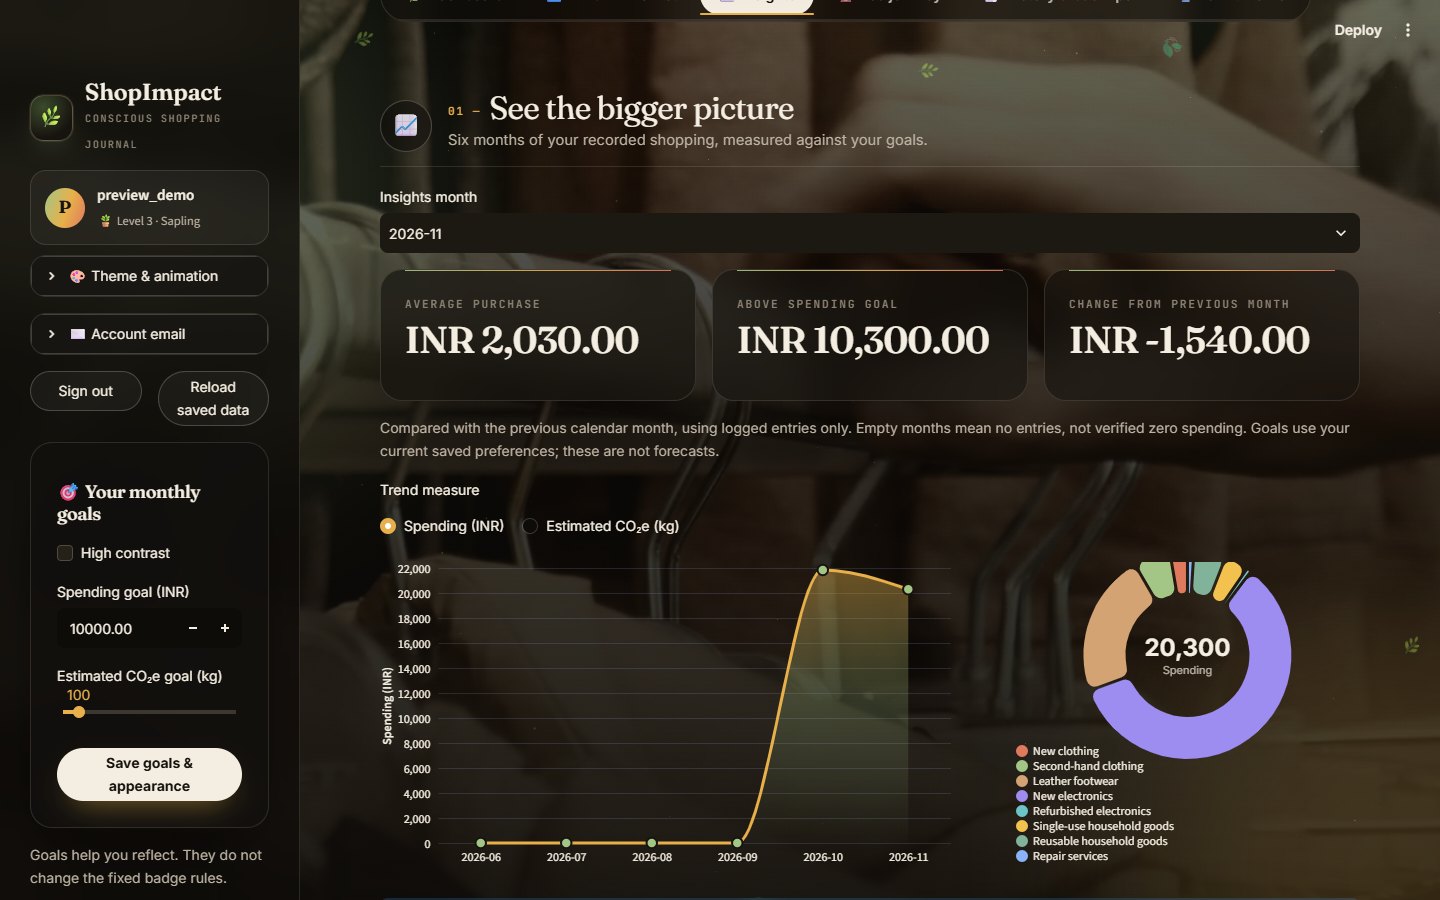 Deploy
ShopImpact
CONSCIOUS SHOPPING
JOURNAL
P
preview_demo
Level 3 · Sapling
Theme & animation
Account email
Sign out
Reload
saved data
Your monthly
goals
High contrast
Spending goal (INR)
10000.00
Estimated CO₂e goal (kg)
100
Save goals &
appearance
Goals help you reflect. They do not
change the fixed badge rules.
01 — See the bigger picture
Six months of your recorded shopping, measured against your goals.
Insights month
2026-11
AVERAGE PURCHASE
INR 2,030.00
ABOVE SPENDING GOAL
INR 10,300.00
CHANGE FROM PREVIOUS MONTH
INR -1,540.00
Compared with the previous calendar month, using logged entries only. Empty months mean no entries, not verified zero spending. Goals use your
current saved preferences; these are not forecasts.
Trend measure
Spending (INR)
Estimated CO₂e (kg)
Spending (INR)
22,000
20,000
18,000
16,000
14,000
12,000
10,000
8,000
6,000
4,000
2,000
0
2026-06
2026-07
2026-08
2026-09
2026-10
2026-11
20,300
Spending
New clothing
Second-hand clothing
Leather footwear
New electronics
Refurbished electronics
Single-use household goods
Reusable household goods
Repair services